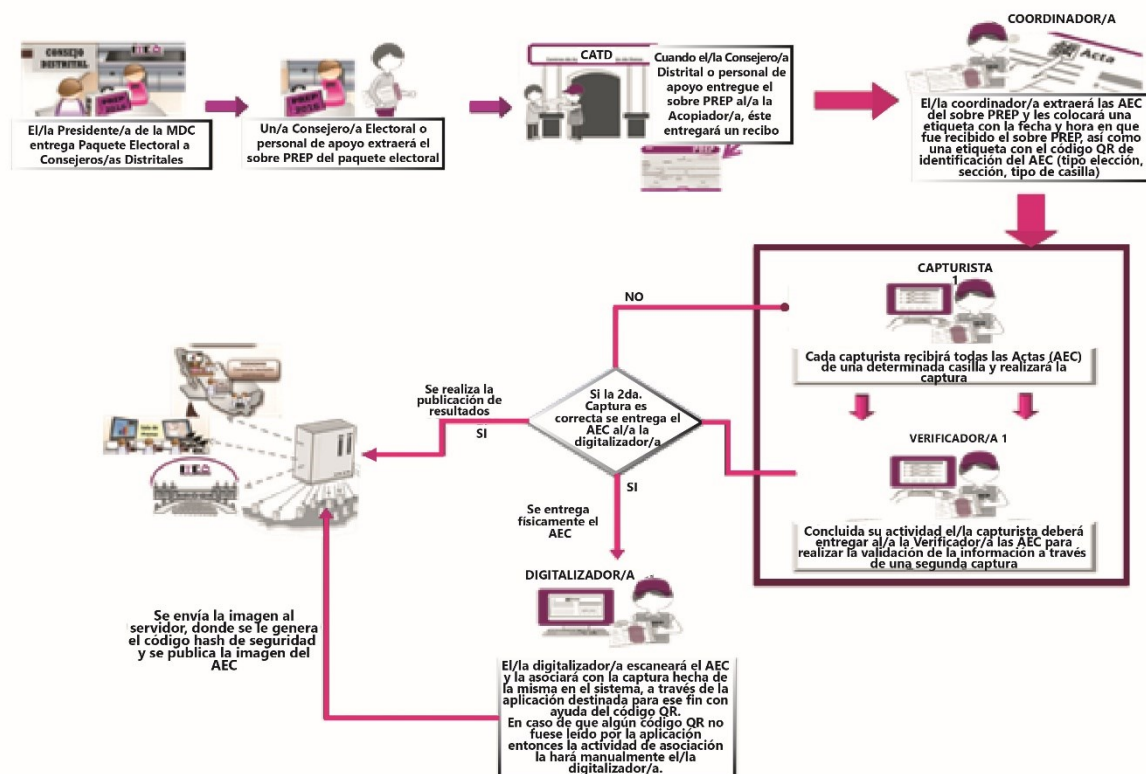 CONSEJO
DISTRITAL
PREP
El/la Presidente/a de la MDC
entrega Paquete Electoral a
Consejeros/as Distritales
PREP
Un/a Consejero/a Electoral o
personal de apoyo extraerá el
sobre PREP del paquete electoral
CATD
Cuando el/la Consejero/a
Distrital o personal de
apoyo entregue el
sobre PREP al/a la
Acopiador/a, éste
entregará un recibo
PREP
COORDINADOR/A
Acta
El/la coordinador/a extraerá las AEC
del sobre PREP y les colocará una
etiqueta con la fecha y hora en que
fue recibido el sobre PREP, así como
una etiqueta con el código QR de
identificación del AEC (tipo elección,
sección, tipo de casilla)
CAPTURISTA
1
Cada capturista recibirá todas las Actas (AEC)
de una determinada casilla y realizará la
captura
VERIFICADOR/A 1
Concluida su actividad el/la capturista deberá
entregar al/a la Verificador/a las AEC para
realizar la validación de la información a través
de una segunda captura
NO
Si la 2da.
Captura es
correcta se entrega el
AEC al/a la
digitalizador/a
Se realiza la
publicación de
resultados
SI
SI
Se entrega
físicamente el
AEC
DIGITALIZADOR/A
El/la digitalizador/a escaneará el AEC
y la asociará con la captura hecha de
la misma en el sistema, a través de la
aplicación destinada para ese fin con
ayuda del código QR.
En caso de que algún código QR no
fuese leído por la aplicación
entonces la actividad de asociación
la hará manualmente el/la
digitalizador/a.
Se envía la imagen al
servidor, donde se le genera
el código hash de seguridad
y se publica la imagen del
AEC